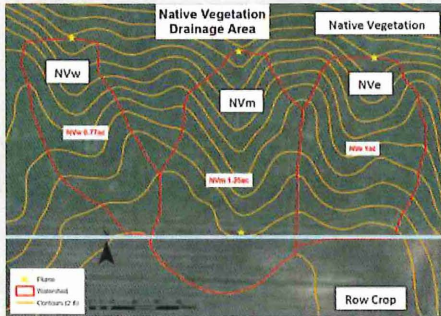 Native Vegetation
Drainage Area
Native Vegetation
NVw
NVm
NVe
NVw 0.77ac
NVe 1ac
NVm 1.25ac
Flume
Watershed
Contours (2 ft)
Row Crop